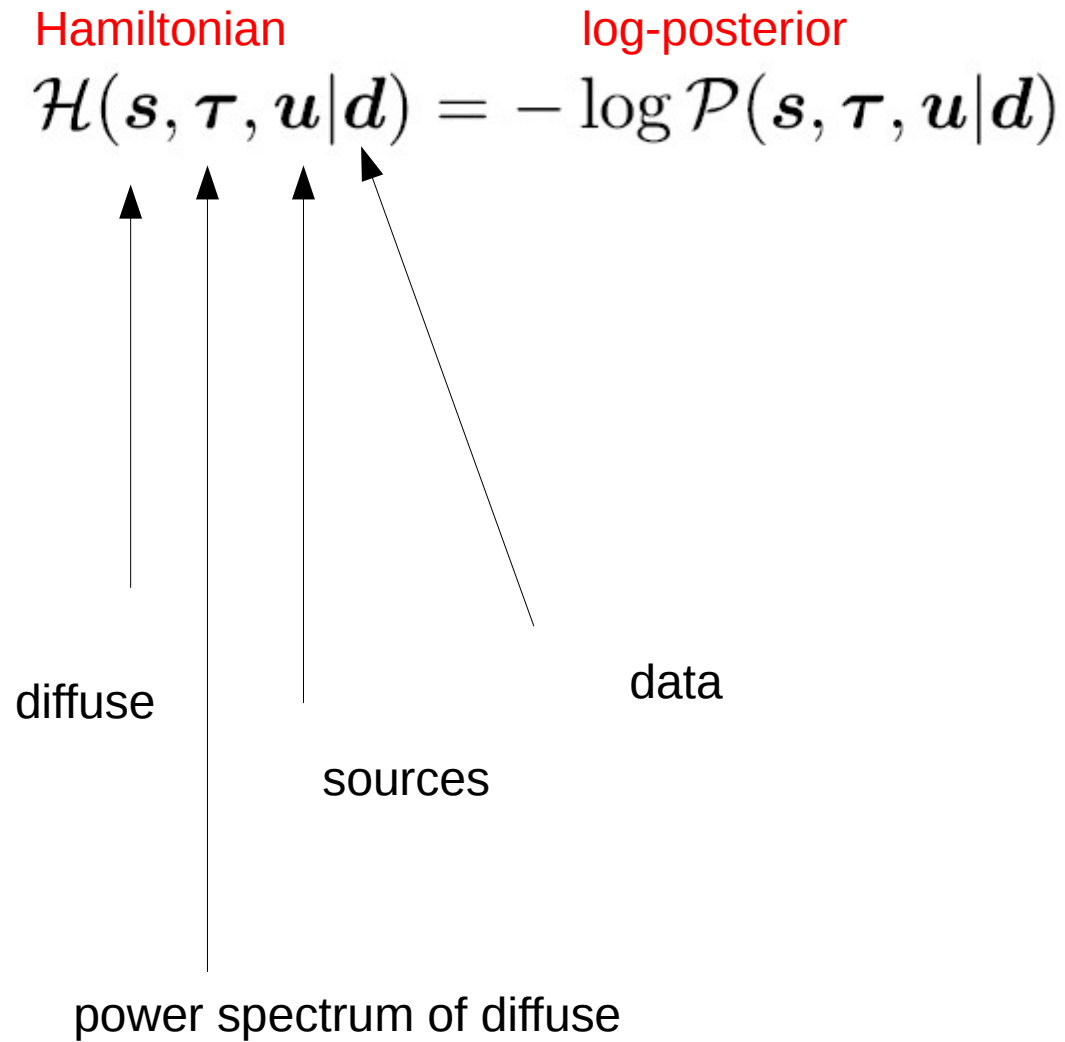 Hamiltonian log-posterior
ℋ(𝒔, 𝝉, 𝒖|𝒅) = − log 𝒫(𝒔, 𝝉, 𝒖|𝒅)
data
diffuse
sources
power spectrum of diffuse